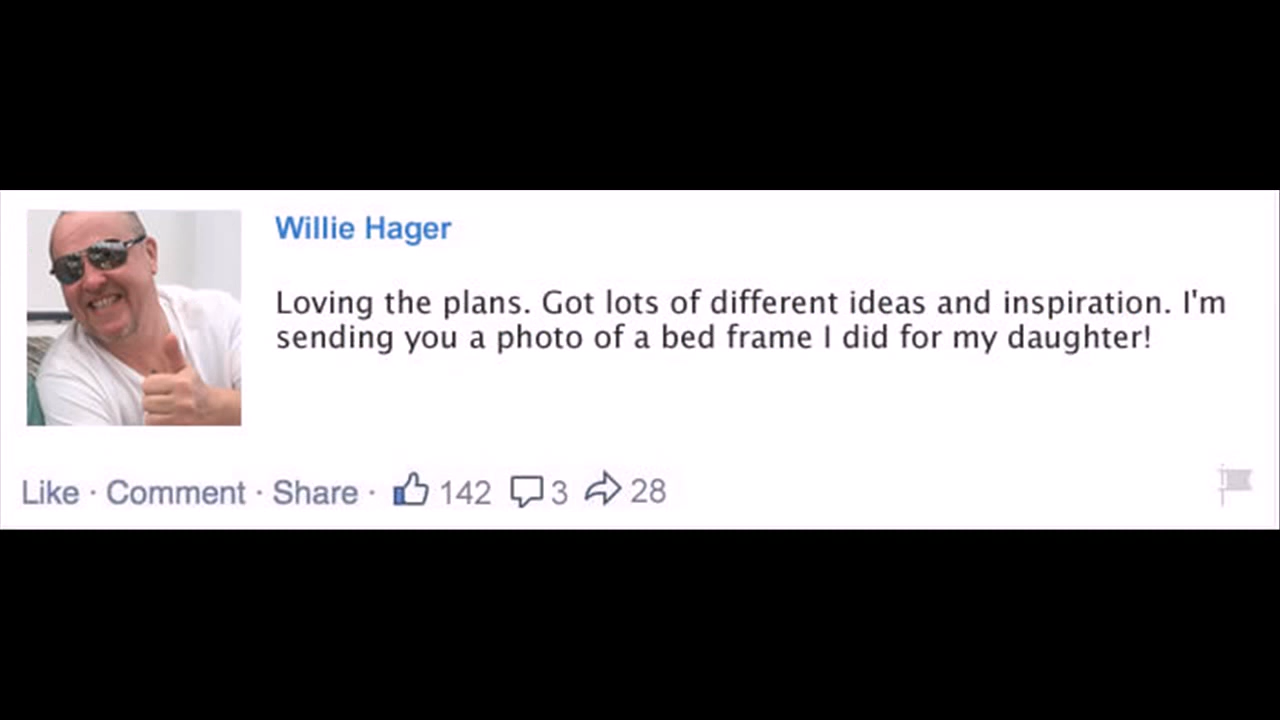 Willie Hager
Loving the plans. Got lots of different ideas and inspiration. I'm
sending you a photo of a bed frame I did for my daughter!
Like · Comment · Share · 142 3 28